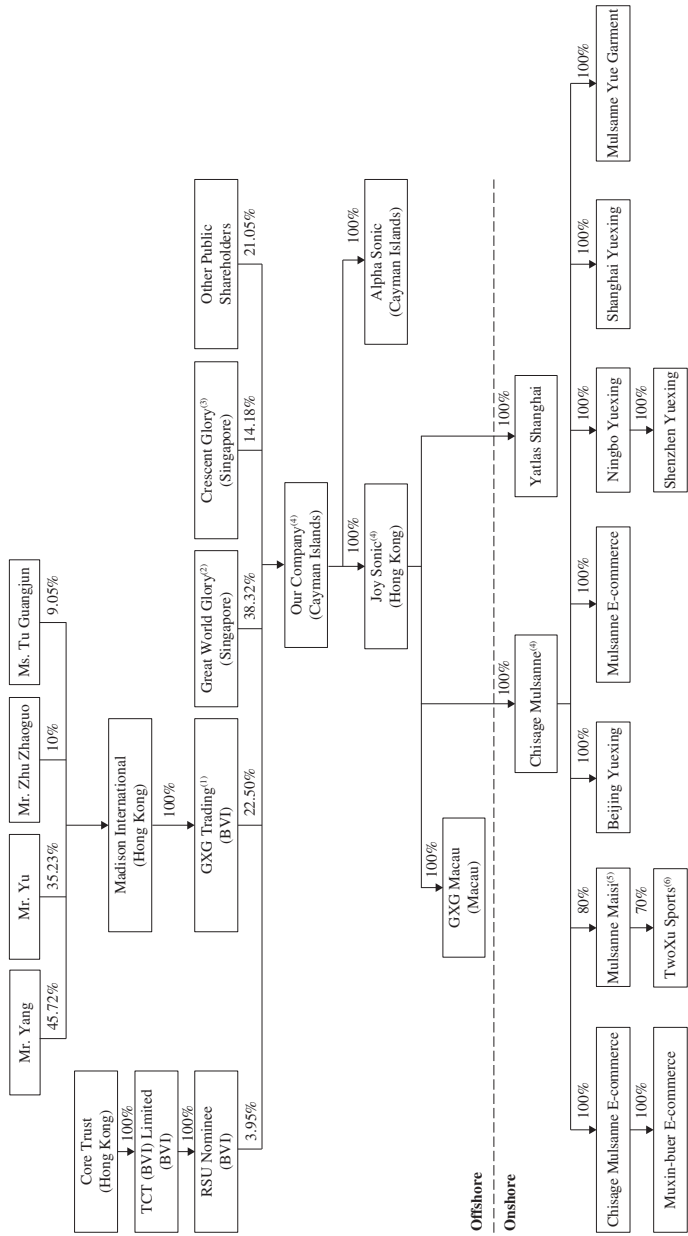 Mr. Yang
Mr. Yu
Mr. Zhu Zhaoguo
Ms. Tu Guangjun
45.72%
35.23%
10%
9.05%
Core Trust
(Hong Kong)
100%
Madison International
(Hong Kong)
TCT (BVI) Limited
(BVI)
100%
100%
RSU Nominee
(BVI)
GXG Trading(1)
(BVI)
Great World Glory(2)
(Singapore)
Crescent Glory(3)
(Singapore)
Other Public
Shareholders
3.95%
22.50%
38.32%
14.18%
21.05%
Our Company(4)
(Cayman Islands)
100%
100%
Joy Sonic(4)
(Hong Kong)
Alpha Sonic
(Cayman Islands)
100%
GXG Macau
(Macau)
Offshore
Onshore
100%
100%
Chisage Mulsanne(4)
Yatlas Shanghai
100%
80%
100%
100%
100%
100%
100%
Chisage Mulsanne E-commerce
Mulsanne Maisi(5)
Beijing Yuexing
Mulsanne E-commerce
Ningbo Yuexing
Shanghai Yuexing
Mulsanne Yue Garment
100%
70%
100%
Muxin-buer E-commerce
TwoXu Sports(6)
Shenzhen Yuexing